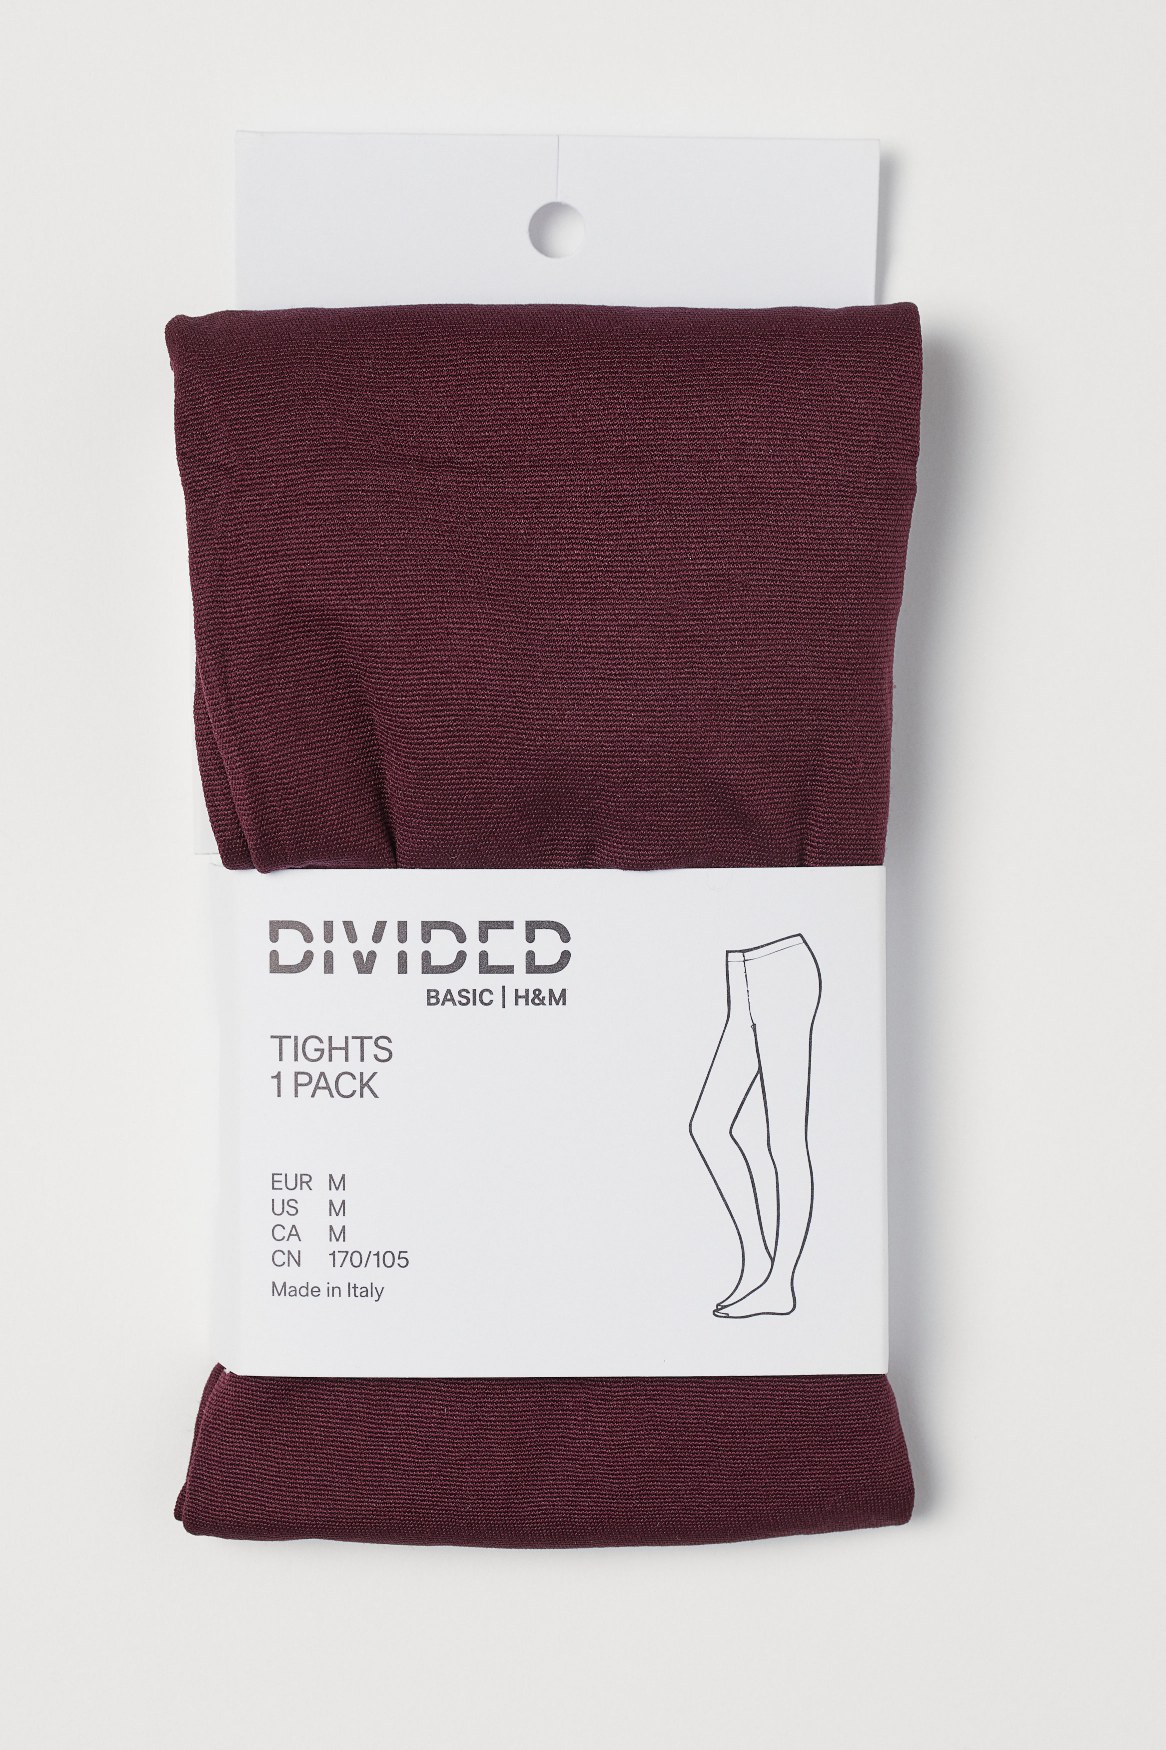 DIVIDED
BASIC | H&M
TIGHTS
1 PACK
EUR M
US M
CA M
CN 170/105
Made in Italy